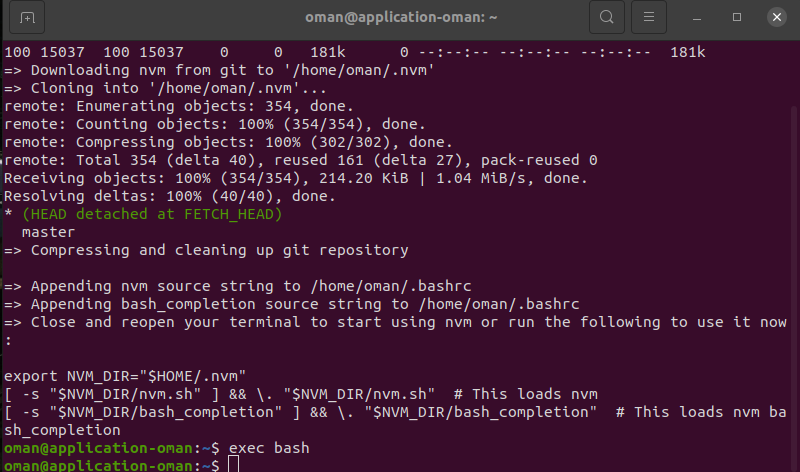 oman@application-oman: ~
100 15037  100 15037    0     0   181k      0 --:--:-- --:--:-- --:--:--  181k
=> Downloading nvm from git to '/home/oman/.nvm'
=> Cloning into '/home/oman/.nvm'...
remote: Enumerating objects: 354, done.
remote: Counting objects: 100% (354/354), done.
remote: Compressing objects: 100% (302/302), done.
remote: Total 354 (delta 40), reused 161 (delta 27), pack-reused 0
Receiving objects: 100% (354/354), 214.20 KiB | 1.04 MiB/s, done.
Resolving deltas: 100% (40/40), done.
* (HEAD detached at FETCH_HEAD)
  master
=> Compressing and cleaning up git repository

=> Appending nvm source string to /home/oman/.bashrc
=> Appending bash_completion source string to /home/oman/.bashrc
=> Close and reopen your terminal to start using nvm or run the following to use it now
:

export NVM_DIR="$HOME/.nvm"
[ -s "$NVM_DIR/nvm.sh" ] && \. "$NVM_DIR/nvm.sh"  # This loads nvm
[ -s "$NVM_DIR/bash_completion" ] && \. "$NVM_DIR/bash_completion"  # This loads nvm ba
sh_completion
oman@application-oman:~$ exec bash
oman@application-oman:~$